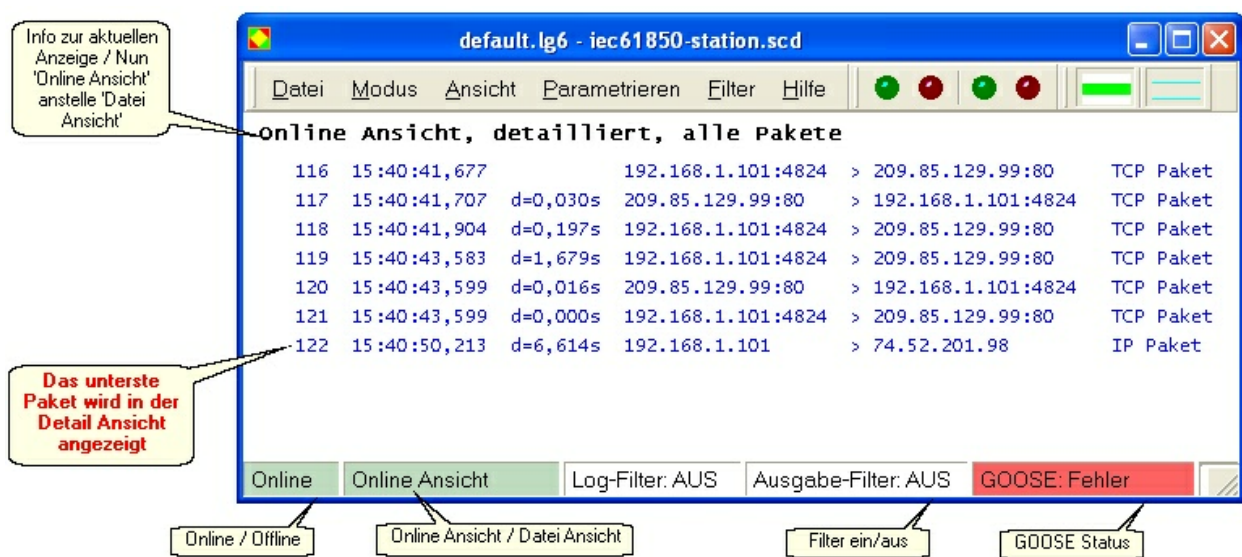 Info zur aktuellen
Anzeige / Nun
'Online Ansicht'
anstelle 'Datei
Ansicht'
default.lg6 - iec61850-station.scd
Datei Modus Ansicht Parametrieren Filter Hilfe
Online Ansicht, detailliert, alle Pakete
116 15:40:41,677 192.168.1.101:4824 > 209.85.129.99:80 TCP Paket
117 15:40:41,707 d=0,030s 209.85.129.99:80 > 192.168.1.101:4824 TCP Paket
118 15:40:41,904 d=0,197s 192.168.1.101:4824 > 209.85.129.99:80 TCP Paket
119 15:40:43,583 d=1,679s 192.168.1.101:4824 > 209.85.129.99:80 TCP Paket
120 15:40:43,599 d=0,016s 209.85.129.99:80 > 192.168.1.101:4824 TCP Paket
121 15:40:43,599 d=0,000s 192.168.1.101:4824 > 209.85.129.99:80 TCP Paket
122 15:40:50,213 d=6,614s 192.168.1.101 > 74.52.201.98 IP Paket
Das unterste
Paket wird in der
Detail Ansicht
angezeigt
Online Online Ansicht Log-Filter: AUS Ausgabe-Filter: AUS GOOSE: Fehler
Online / Offline
Online Ansicht / Datei Ansicht
Filter ein/aus
GOOSE Status